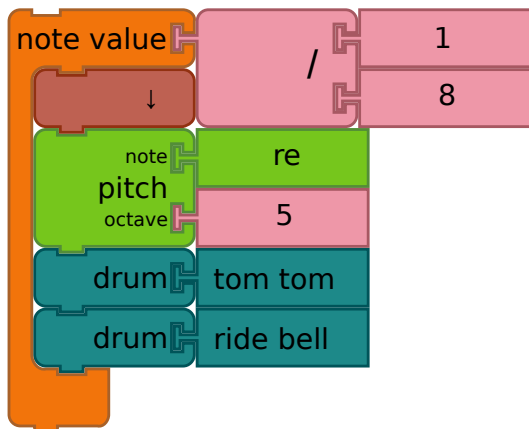 note value / 1
↓ 8
note re
pitch
octave 5
drum tom tom
drum ride bell